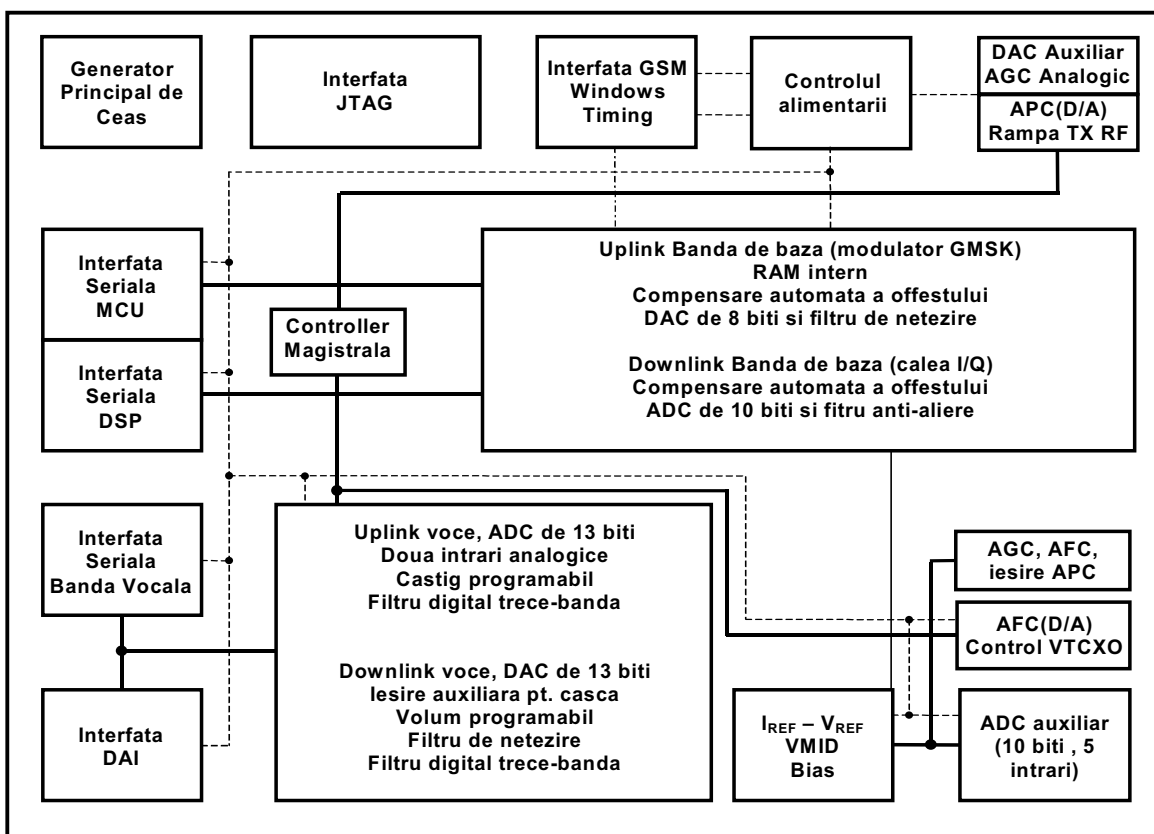 Generator
Principal de
Ceas
Interfata
JTAG
Interfata GSM
Windows
Timing
Controlul
alimentarii
DAC Auxiliar
AGC Analogic
APC(D/A)
Rampa TX RF
Interfata
Seriala
MCU
Interfata
Seriala
DSP
Controller
Magistrala
Uplink Banda de baza (modulator GMSK)
RAM intern
Compensare automata a offestului
DAC de 8 biti si filtru de netezire
Downlink Banda de baza (calea I/Q)
Compensare automata a offestului
ADC de 10 biti si fitru anti-aliere
Interfata
Seriala
Banda Vocala
Interfata
DAI
Uplink voce, ADC de 13 biti
Doua intrari analogice
Castig programabil
Filtru digital trece-banda
Downlink voce, DAC de 13 biti
Iesire auxiliara pt. casca
Volum programabil
Filtru de netezire
Filtru digital trece-banda
AGC, AFC,
iesire APC
AFC(D/A)
Control VTCXO
IREF – VREF
VMID
Bias
ADC auxiliar
(10 biti , 5
intrari)